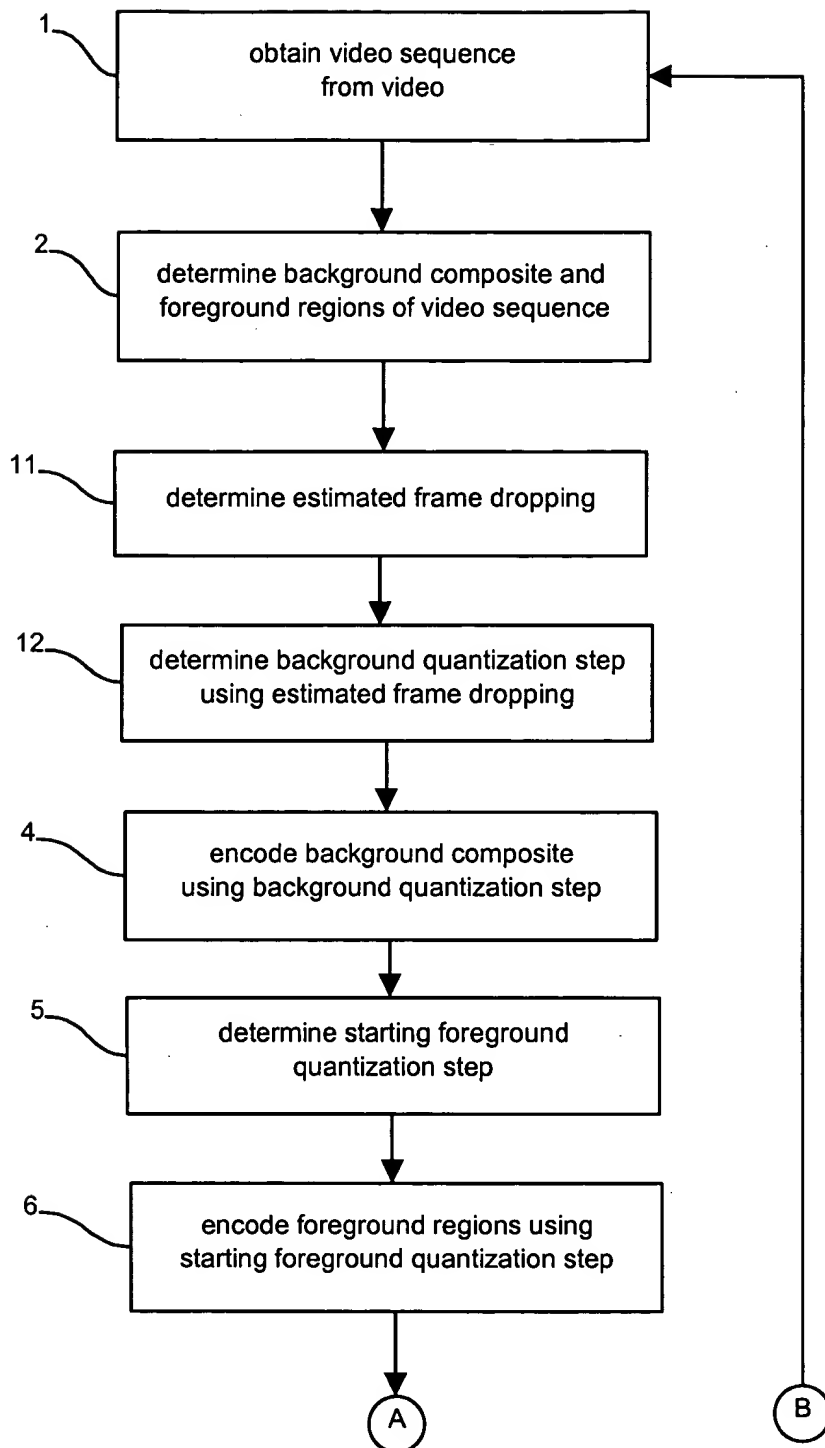 1
obtain video sequence
from video
2
determine background composite and
foreground regions of video sequence
11
determine estimated frame dropping
12
determine background quantization step
using estimated frame dropping
4
encode background composite
using background quantization step
5
determine starting foreground
quantization step
6
encode foreground regions using
starting foreground quantization step
A
B